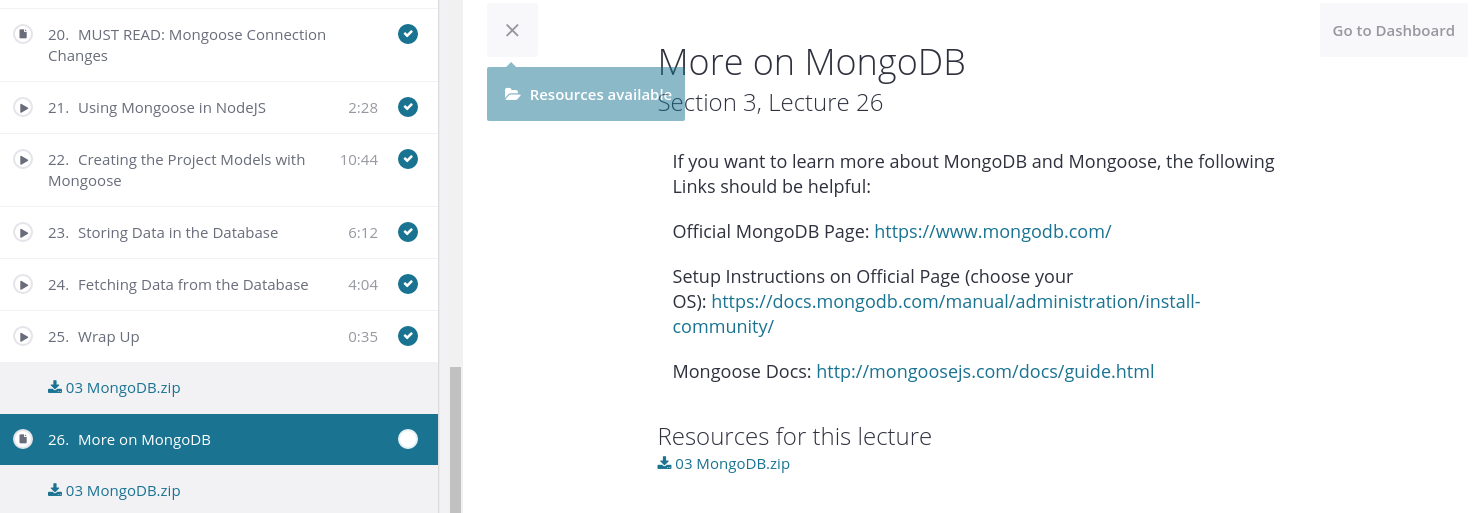 20. MUST READ: Mongoose Connection
Changes
21. Using Mongoose in NodeJS 2:28
22. Creating the Project Models with 10:44
Mongoose
23. Storing Data in the Database 6:12
24. Fetching Data from the Database 4:04
25. Wrap Up 0:35
03 MongoDB.zip
26. More on MongoDB
03 MongoDB.zip
Go to Dashboard
More on MongoDB
Resources available
Section 3, Lecture 26
If you want to learn more about MongoDB and Mongoose, the following
Links should be helpful:
Official MongoDB Page: https://www.mongodb.com/
Setup Instructions on Official Page (choose your
OS): https://docs.mongodb.com/manual/administration/install-
community/
Mongoose Docs: http://mongoosejs.com/docs/guide.html
Resources for this lecture
03 MongoDB.zip